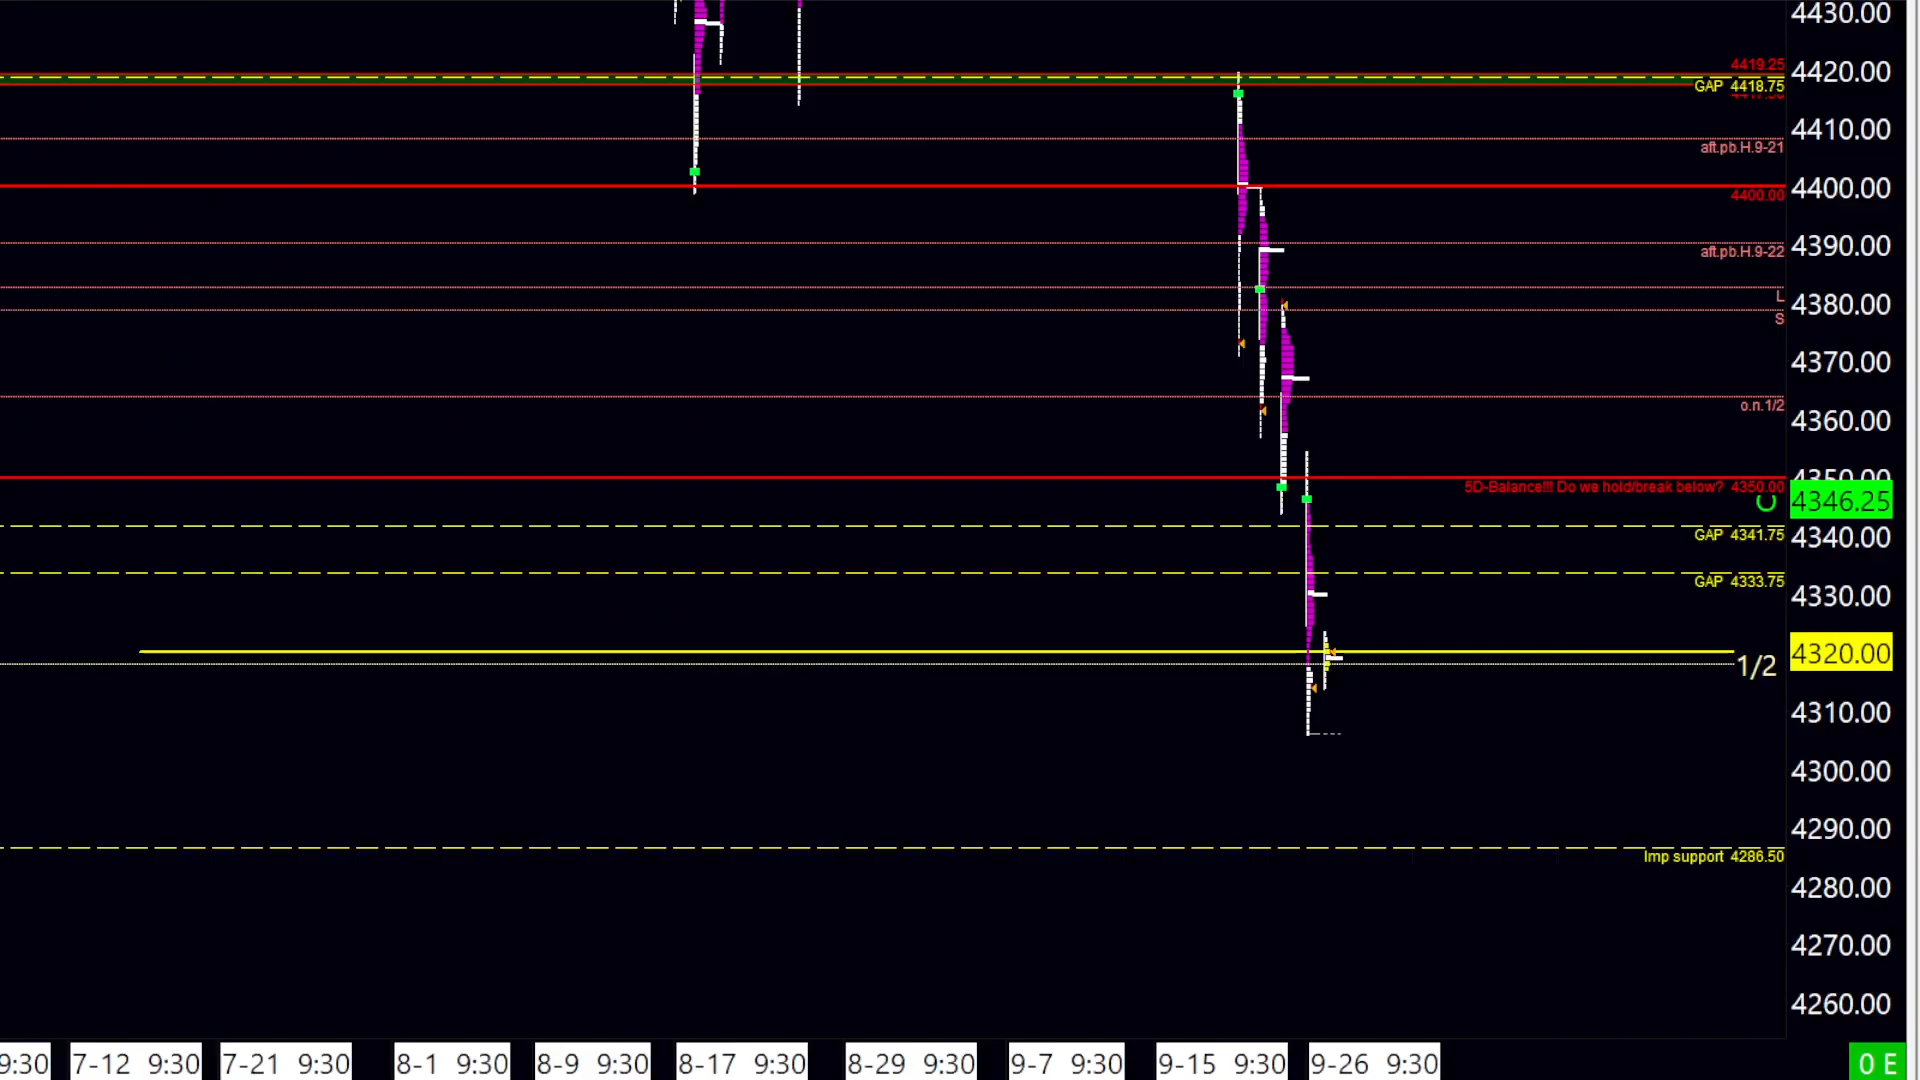 4430.00
4419.25
4420.00
GAP 4418.75
4410.00
aft.pb.H.9-21
4400.00
4400.00
4390.00
aft.pb.H.9-22
L
4380.00
S
4370.00
o.n.1/2
4360.00
4350.00
5D-Balance!!! Do we hold/break below? 4350.00
C
4346.25
GAP 4341.75
4340.00
GAP 4333.75
4330.00
4320.00
1/2
4310.00
4300.00
4290.00
Imp support 4286.50
4280.00
4270.00
4260.00
9:30 7-12 9:30 7-21 9:30 8-1 9:30 8-9 9:30 8-17 9:30 8-29 9:30 9-7 9:30 9-15 9:30 9-26 9:30 0 E